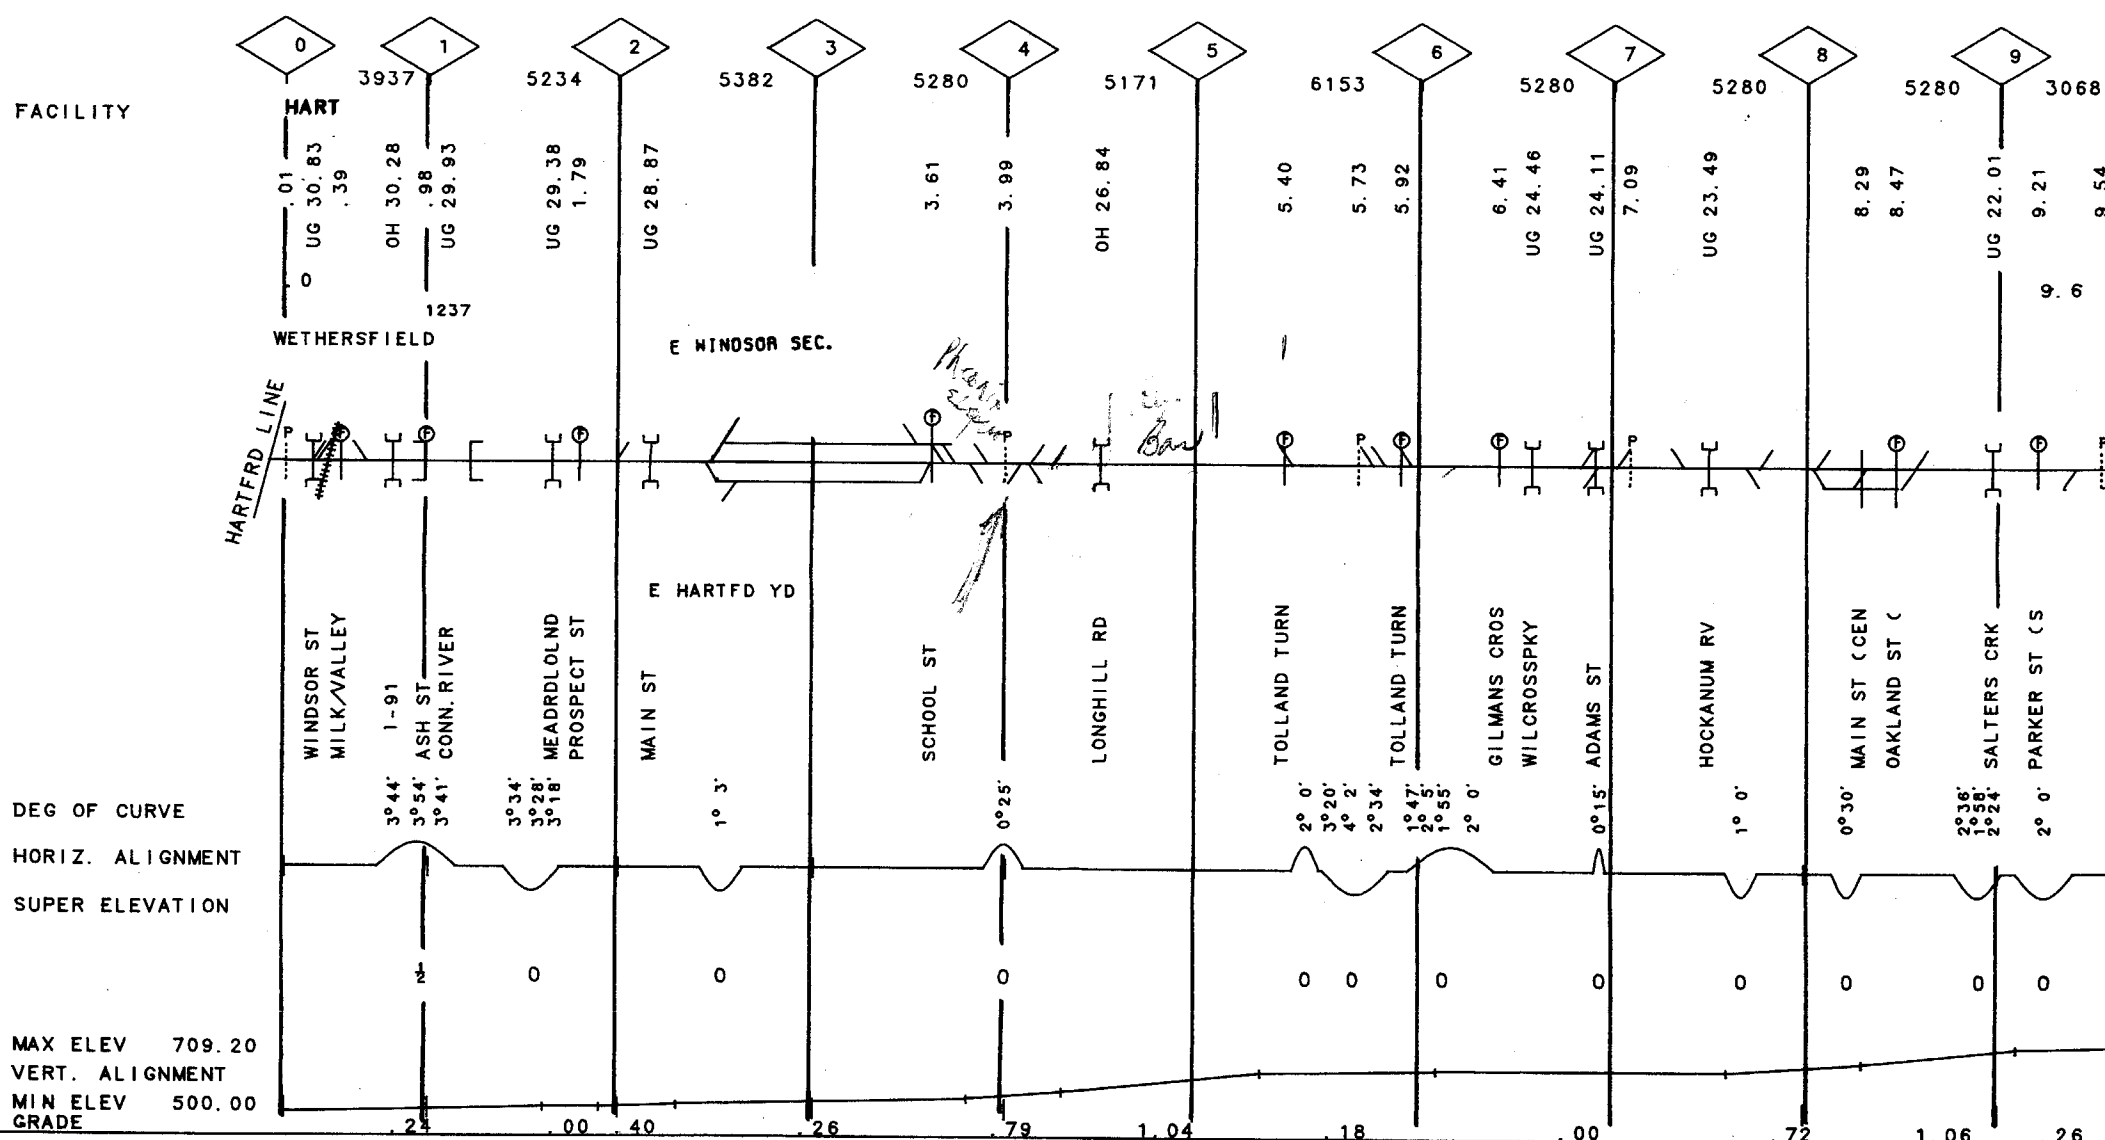 0 1 2 3 4 5 6 7 8 9
3937 5234 5382 5280 5171 6153 5280 5280 5280 3068
FACILITY
HART
.01
UG 30.83
.39
OH 30.28
.98
UG 29.93
UG 29.38
1.79
UG 28.87
3.61
3.99
OH 26.84
5.40
5.73
5.92
6.41
UG 24.46
UG 24.11
7.09
UG 23.49
8.29
8.47
UG 22.01
9.21
9.54
0
9.6
1237
WETHERSFIELD
E WINDSOR SEC.
HARTFRD LINE
P F F F F P F P F F P F F P
E HARTFD YD
WINDSOR ST
MILK/VALLEY
I-91
ASH ST
CONN. RIVER
MEARDLOLND
PROSPECT ST
MAIN ST
SCHOOL ST
LONGHILL RD
TOLLAND TURN
TOLLAND TURN
GILMANS CROS
WILCROSSPKY
ADAMS ST
HOCKANUM RV
MAIN ST (CEN
OAKLAND ST (
SALTERS CRK
PARKER ST (S
DEG OF CURVE
3°44'
3°54'
3°41'
3°34'
3°28'
3°18'
1° 3'
0°25'
2° 0'
3°20'
4° 2'
2°34'
1°47'
2° 5'
1°55'
2° 0'
0°15'
1° 0'
0°30'
2°36'
1°58'
2°24'
2° 0'
HORIZ. ALIGNMENT
SUPER ELEVATION
½ 0 0 0 0 0 0 0 0 0 0 0
MAX ELEV 709.20
VERT. ALIGNMENT
MIN ELEV 500.00
GRADE
.24 .00 .40 .26 .79 1.04 .18 .00 .72 1.06 .26